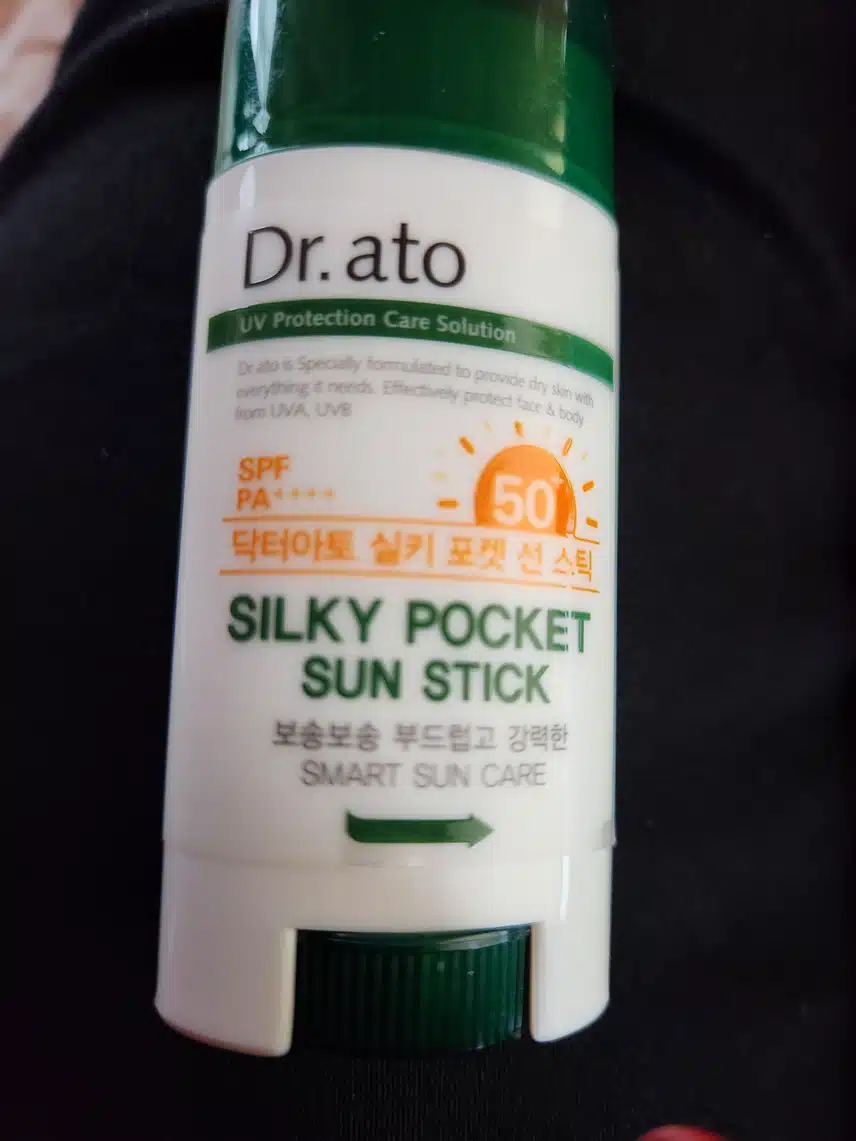 Dr.ato
UV Protection Care Solution
Dr.ato is Specially formulated to provide dry skin with
everything it needs. Effectively protect face & body
from UVA, UVB
SPF
PA++++
50+
닥터아토 실키 포켓 선 스틱
SILKY POCKET
SUN STICK
보송보송 부드럽고 강력한
SMART SUN CARE